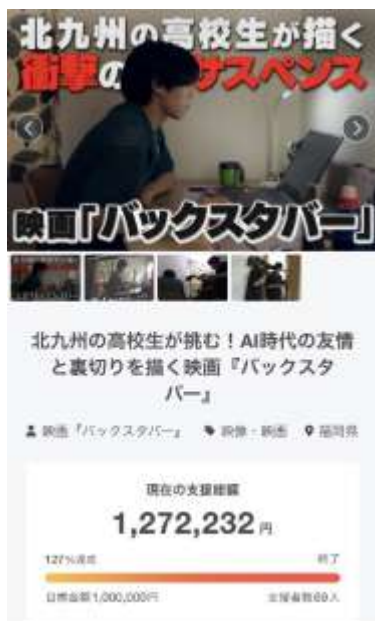 北九州の高校生が描く
衝撃の サスペンス
映画「バックスタバー」
北九州の高校生が挑む！AI時代の友情
と裏切りを描く映画『バックスタ
バー』
映画『バックスタバー』 映像・映画 福岡県
現在の支援総額
1,272,232円
127%達成 終了
目標金額1,000,000円 支援者数69人